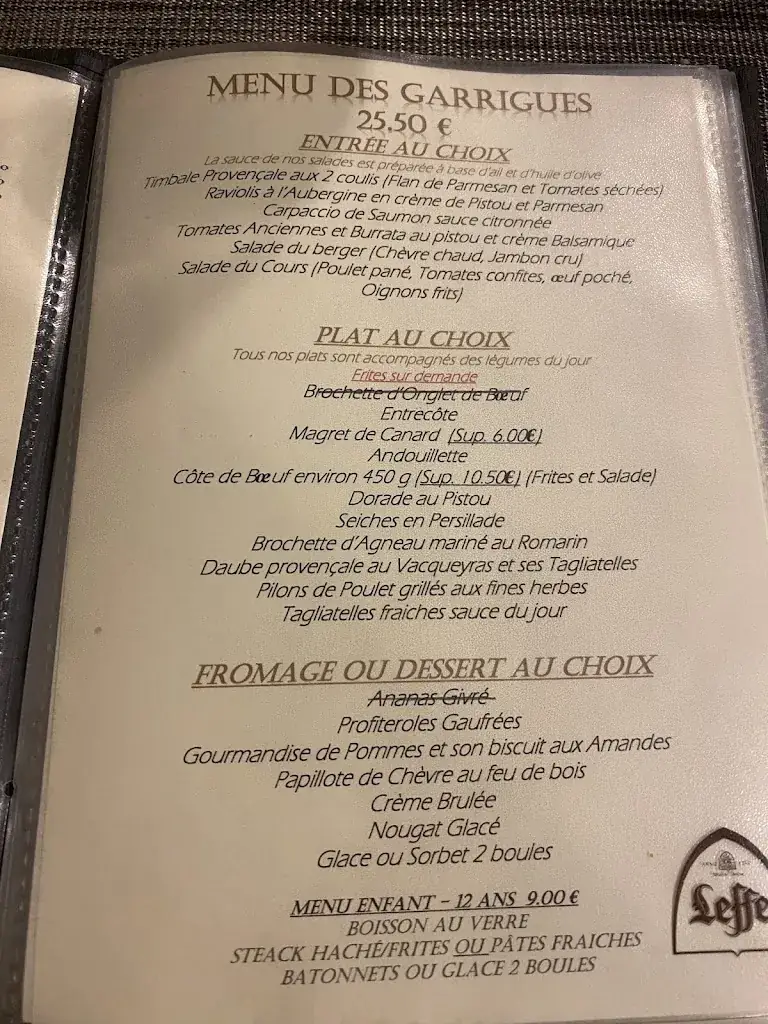 MENU DES GARRIGUES
25,50 €
ENTRÉE AU CHOIX
La sauce de nos salades est préparée à base d'ail et d'huile d'olive
Timbale Provençale aux 2 coulis (Flan de Parmesan et Tomates séchées)
Raviolis à l'Aubergine en crème de Pistou et Parmesan
Carpaccio de Saumon sauce citronnée
Tomates Anciennes et Burrata au pistou et crème Balsamique
Salade du berger (Chèvre chaud, Jambon cru)
Salade du Cours (Poulet pané, Tomates confites, œuf poché,
Oignons frits)
PLAT AU CHOIX
Tous nos plats sont accompagnés des légumes du jour
Frites sur demande
Brochette d'Onglet de Bœuf
Entrecôte
Magret de Canard (Sup. 6.00€)
Andouillette
Côte de Bœuf environ 450 g (Sup. 10.50€) (Frites et Salade)
Dorade au Pistou
Seiches en Persillade
Brochette d'Agneau mariné au Romarin
Daube provençale au Vacqueyras et ses Tagliatelles
Pilons de Poulet grillés aux fines herbes
Tagliatelles fraiches sauce du jour
FROMAGE OU DESSERT AU CHOIX
Ananas Givré
Profiteroles Gaufrées
Gourmandise de Pommes et son biscuit aux Amandes
Papillote de Chèvre au feu de bois
Crème Brulée
Nougat Glacé
Glace ou Sorbet 2 boules
MENU ENFANT – 12 ANS 9.00 €
BOISSON AU VERRE
STEACK HACHÉ/FRITES OU PÂTES FRAICHES
BATONNETS OU GLACE 2 BOULES
Leffe